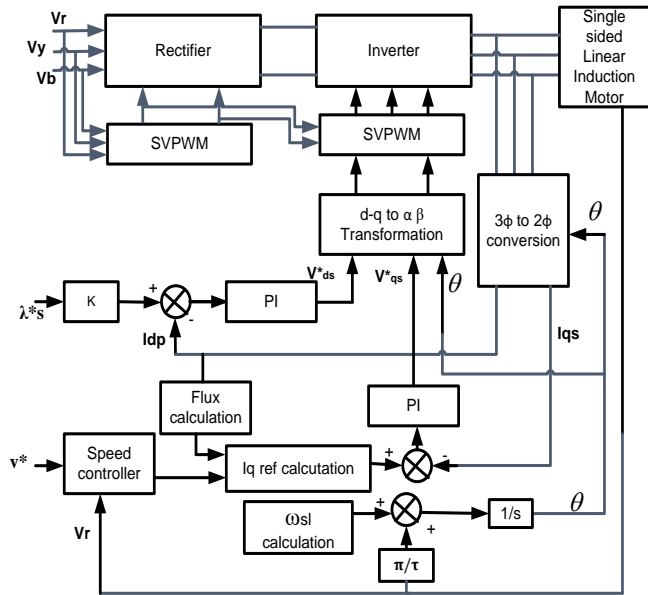 Vr
Vy
Vb
Rectifier
Inverter
Single
sided
Linear
Induction
Motor
SVPWM
SVPWM
d-q to α β
Transformation
3ϕ to 2ϕ
conversion
θ
λ*s
K
+
-
PI
V*ds
V*qs
θ
Idp
Iqs
Flux
calculation
PI
v*
Speed
controller
Iq ref calcutation
+
-
Vr
ωsl
calculation
+
+
1/s
θ
π/τ